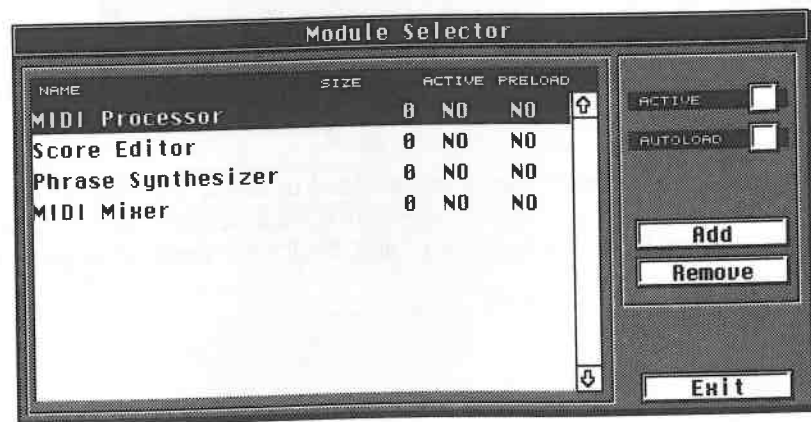 Module Selector
NAME SIZE ACTIVE PRELOAD
MIDI Processor 0 NO NO
Score Editor 0 NO NO
Phrase Synthesizer 0 NO NO
MIDI Mixer 0 NO NO
ACTIVE
AUTOLOAD
Add
Remove
Exit